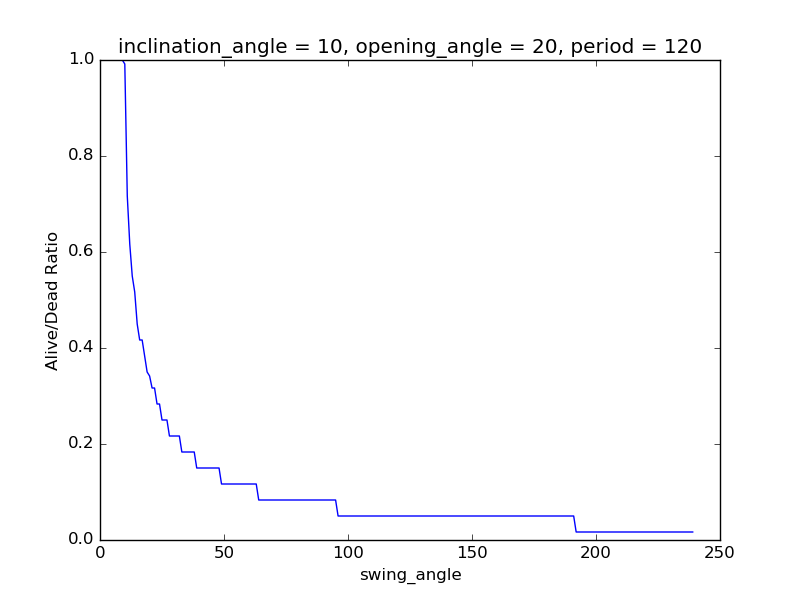 inclination_angle = 10, opening_angle = 20, period = 120
1.0
0.8
0.6
0.4
0.2
0.0
Alive/Dead Ratio
0 50 100 150 200 250
swing_angle